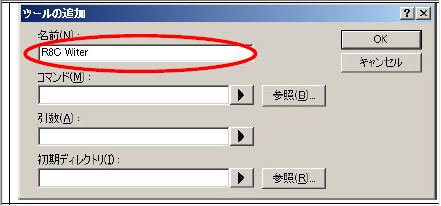 ツールの追加
名前(N):
OK
R8C Witer
キャンセル
コマンド(M):
参照(B)...
引数(A):
初期ディレクトリ(I):
参照(R)...